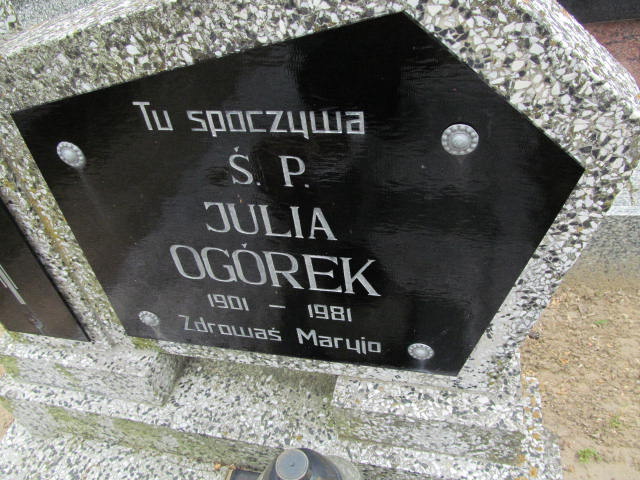 Tu spoczywa
Ś. P.
JULIA
OGÓREK
1901 – 1981
Zdrowaś Maryjo